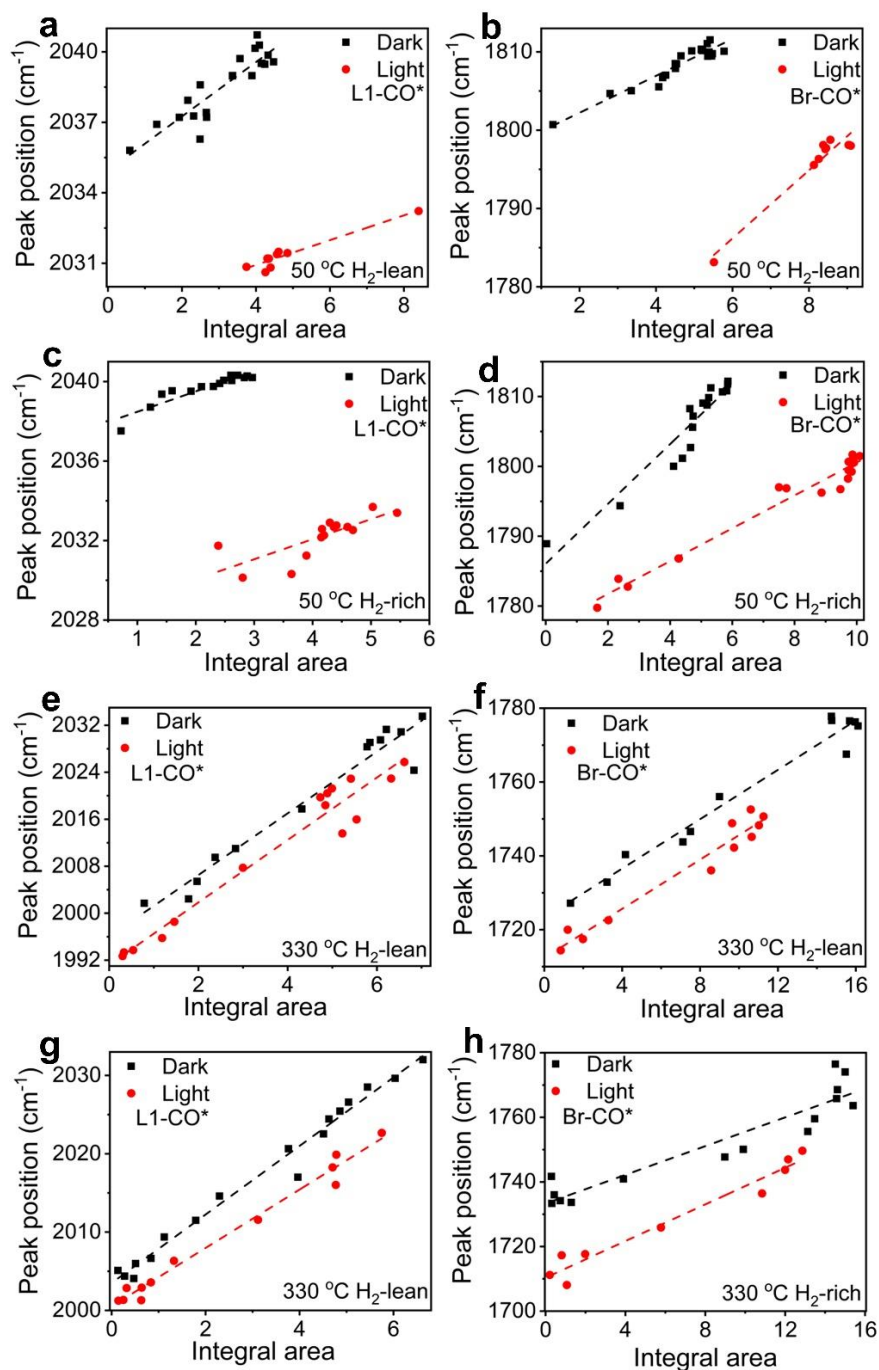 a
Peak position (cm⁻¹)
2040
2037
2034
2031
Dark
Light
L1-CO*
50 °C H₂-lean
0 2 4 6 8
Integral area
b
Peak position (cm⁻¹)
1810
1800
1790
1780
Dark
Light
Br-CO*
50 °C H₂-lean
2 4 6 8
Integral area
c
Peak position (cm⁻¹)
2040
2036
2032
2028
Dark
Light
L1-CO*
50 °C H₂-rich
1 2 3 4 5 6
Integral area
d
Peak position (cm⁻¹)
1810
1800
1790
1780
Dark
Light
Br-CO*
50 °C H₂-rich
0 2 4 6 8 10
Integral area
e
Peak position (cm⁻¹)
2032
2024
2016
2008
2000
1992
Dark
Light
L1-CO*
330 °C H₂-lean
0 2 4 6
Integral area
f
Peak position (cm⁻¹)
1780
1760
1740
1720
Dark
Light
Br-CO*
330 °C H₂-lean
0 4 8 12 16
Integral area
g
Peak position (cm⁻¹)
2030
2020
2010
2000
Dark
Light
L1-CO*
330 °C H₂-lean
0 2 4 6
Integral area
h
Peak position (cm⁻¹)
1780
1760
1740
1720
1700
Dark
Light
Br-CO*
330 °C H₂-rich
0 4 8 12 16
Integral area